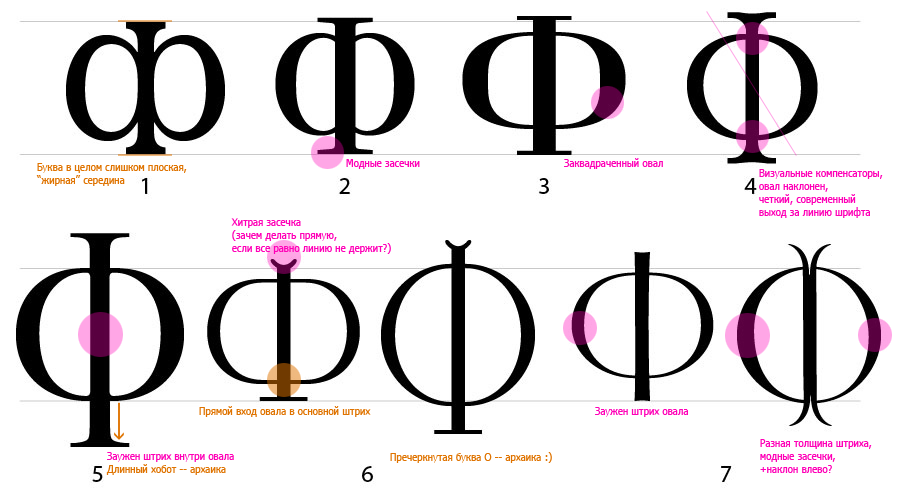 Ф Ф Ф Ф
Буква в целом слишком плоская,
"жирная" середина
1
Модные засечки
2
Заквадраченный овал
3
Визуальные компенсаторы,
овал наклонен,
четкий, современный
выход за линию шрифта
4
Хитрая засечка
(зачем делать прямую,
если все равно линию не держит?)
Ф Ф Ф Ф Ф
Прямой вход овала в основной штрих
Заужен штрих овала
Заужен штрих внутри овала
Длинный хобот -- архаика
5
Пречеркнутая буква О -- архаика :)
6
Разная толщина штриха,
модные засечки,
+наклон влево?
7